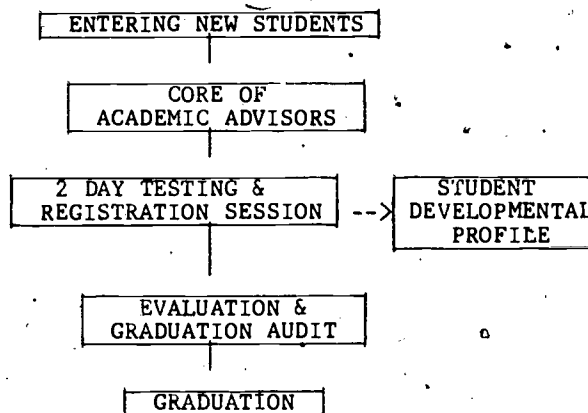 ENTERING NEW STUDENTS
CORE OF
ACADEMIC ADVISORS
2 DAY TESTING &
REGISTRATION SESSION
-->
STUDENT
DEVELOPMENTAL
PROFILE
EVALUATION &
GRADUATION AUDIT
GRADUATION